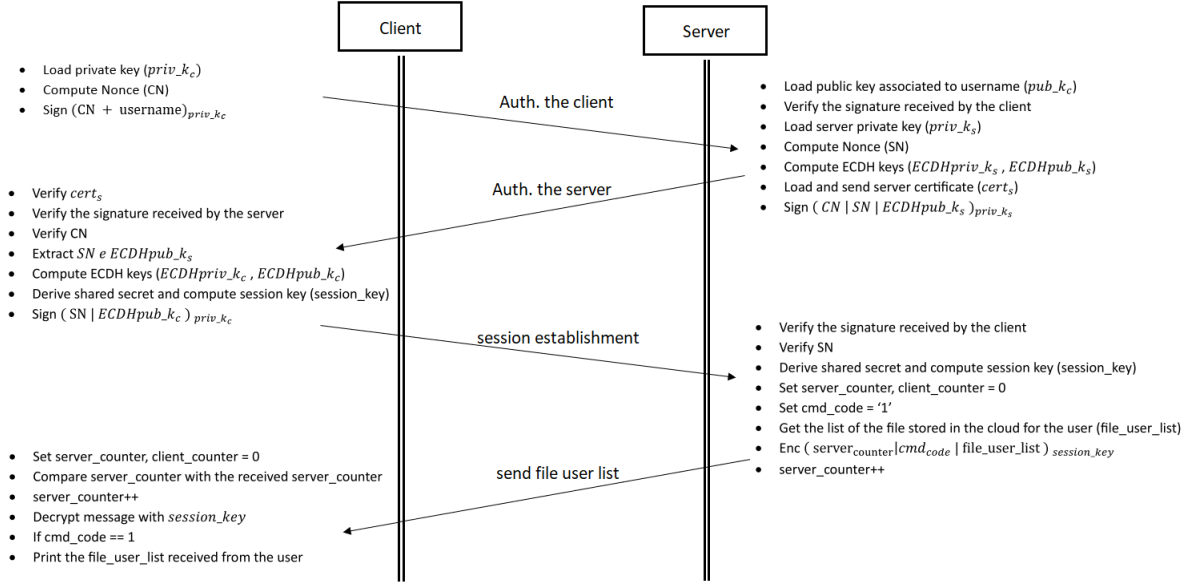 Client
Server
• Load private key (priv_k_c)
• Compute Nonce (CN)
• Sign (CN + username)_priv_k_c
Auth. the client
• Load public key associated to username (pub_k_c)
• Verify the signature received by the client
• Load server private key (priv_k_s)
• Compute Nonce (SN)
• Compute ECDH keys (ECDHpriv_k_s , ECDHpub_k_s)
• Load and send server certificate (cert_s)
• Sign ( CN | SN | ECDHpub_k_s )_priv_k_s
Auth. the server
• Verify cert_s
• Verify the signature received by the server
• Verify CN
• Extract SN e ECDHpub_k_s
• Compute ECDH keys (ECDHpriv_k_c , ECDHpub_k_c)
• Derive shared secret and compute session key (session_key)
• Sign ( SN | ECDHpub_k_c ) _priv_k_c
session establishment
• Verify the signature received by the client
• Verify SN
• Derive shared secret and compute session key (session_key)
• Set server_counter, client_counter = 0
• Set cmd_code = ‘1’
• Get the list of the file stored in the cloud for the user (file_user_list)
• Enc ( server_counter|cmd_code | file_user_list ) _session_key
• server_counter++
send file user list
• Set server_counter, client_counter = 0
• Compare server_counter with the received server_counter
• server_counter++
• Decrypt message with session_key
• If cmd_code == 1
• Print the file_user_list received from the user